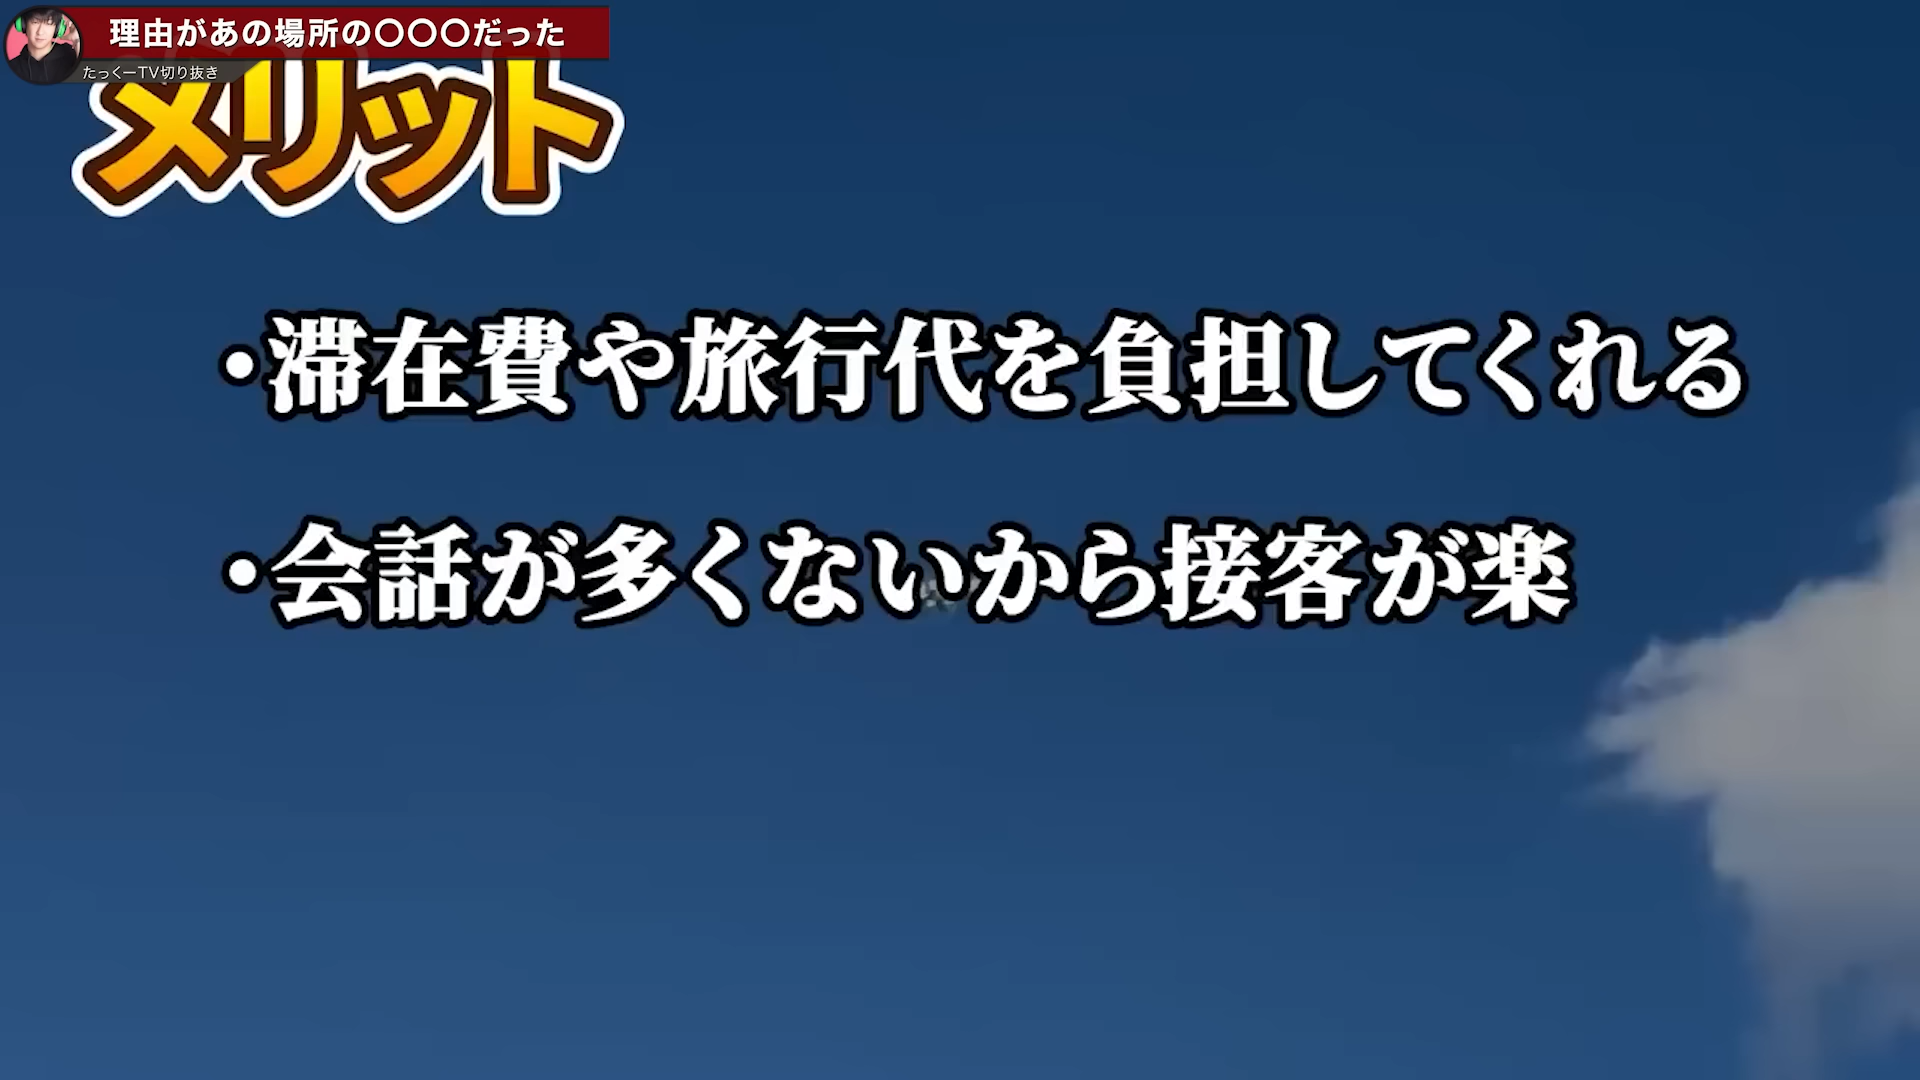 理由があの場所の〇〇〇だった
たっくーTV切り抜き
メリット
・滞在費や旅行代を負担してくれる
・会話が多くないから接客が楽